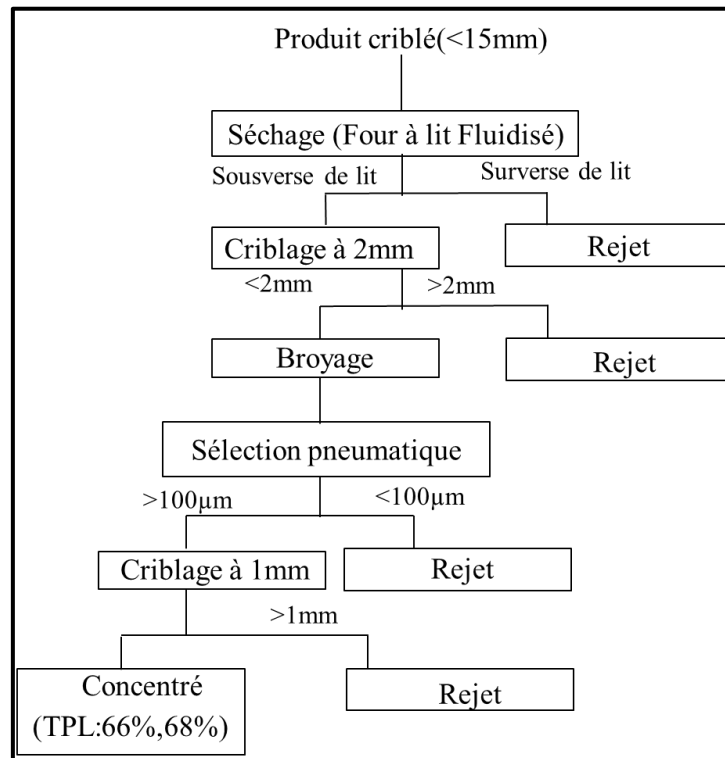 Produit criblé(<15mm)
Séchage (Four à lit Fluidisé)
Sousverse de lit
Surverse de lit
Criblage à 2mm
Rejet
<2mm
>2mm
Broyage
Rejet
Sélection pneumatique
>100µm
<100µm
Criblage à 1mm
Rejet
>1mm
Concentré
(TPL:66%,68%)
Rejet